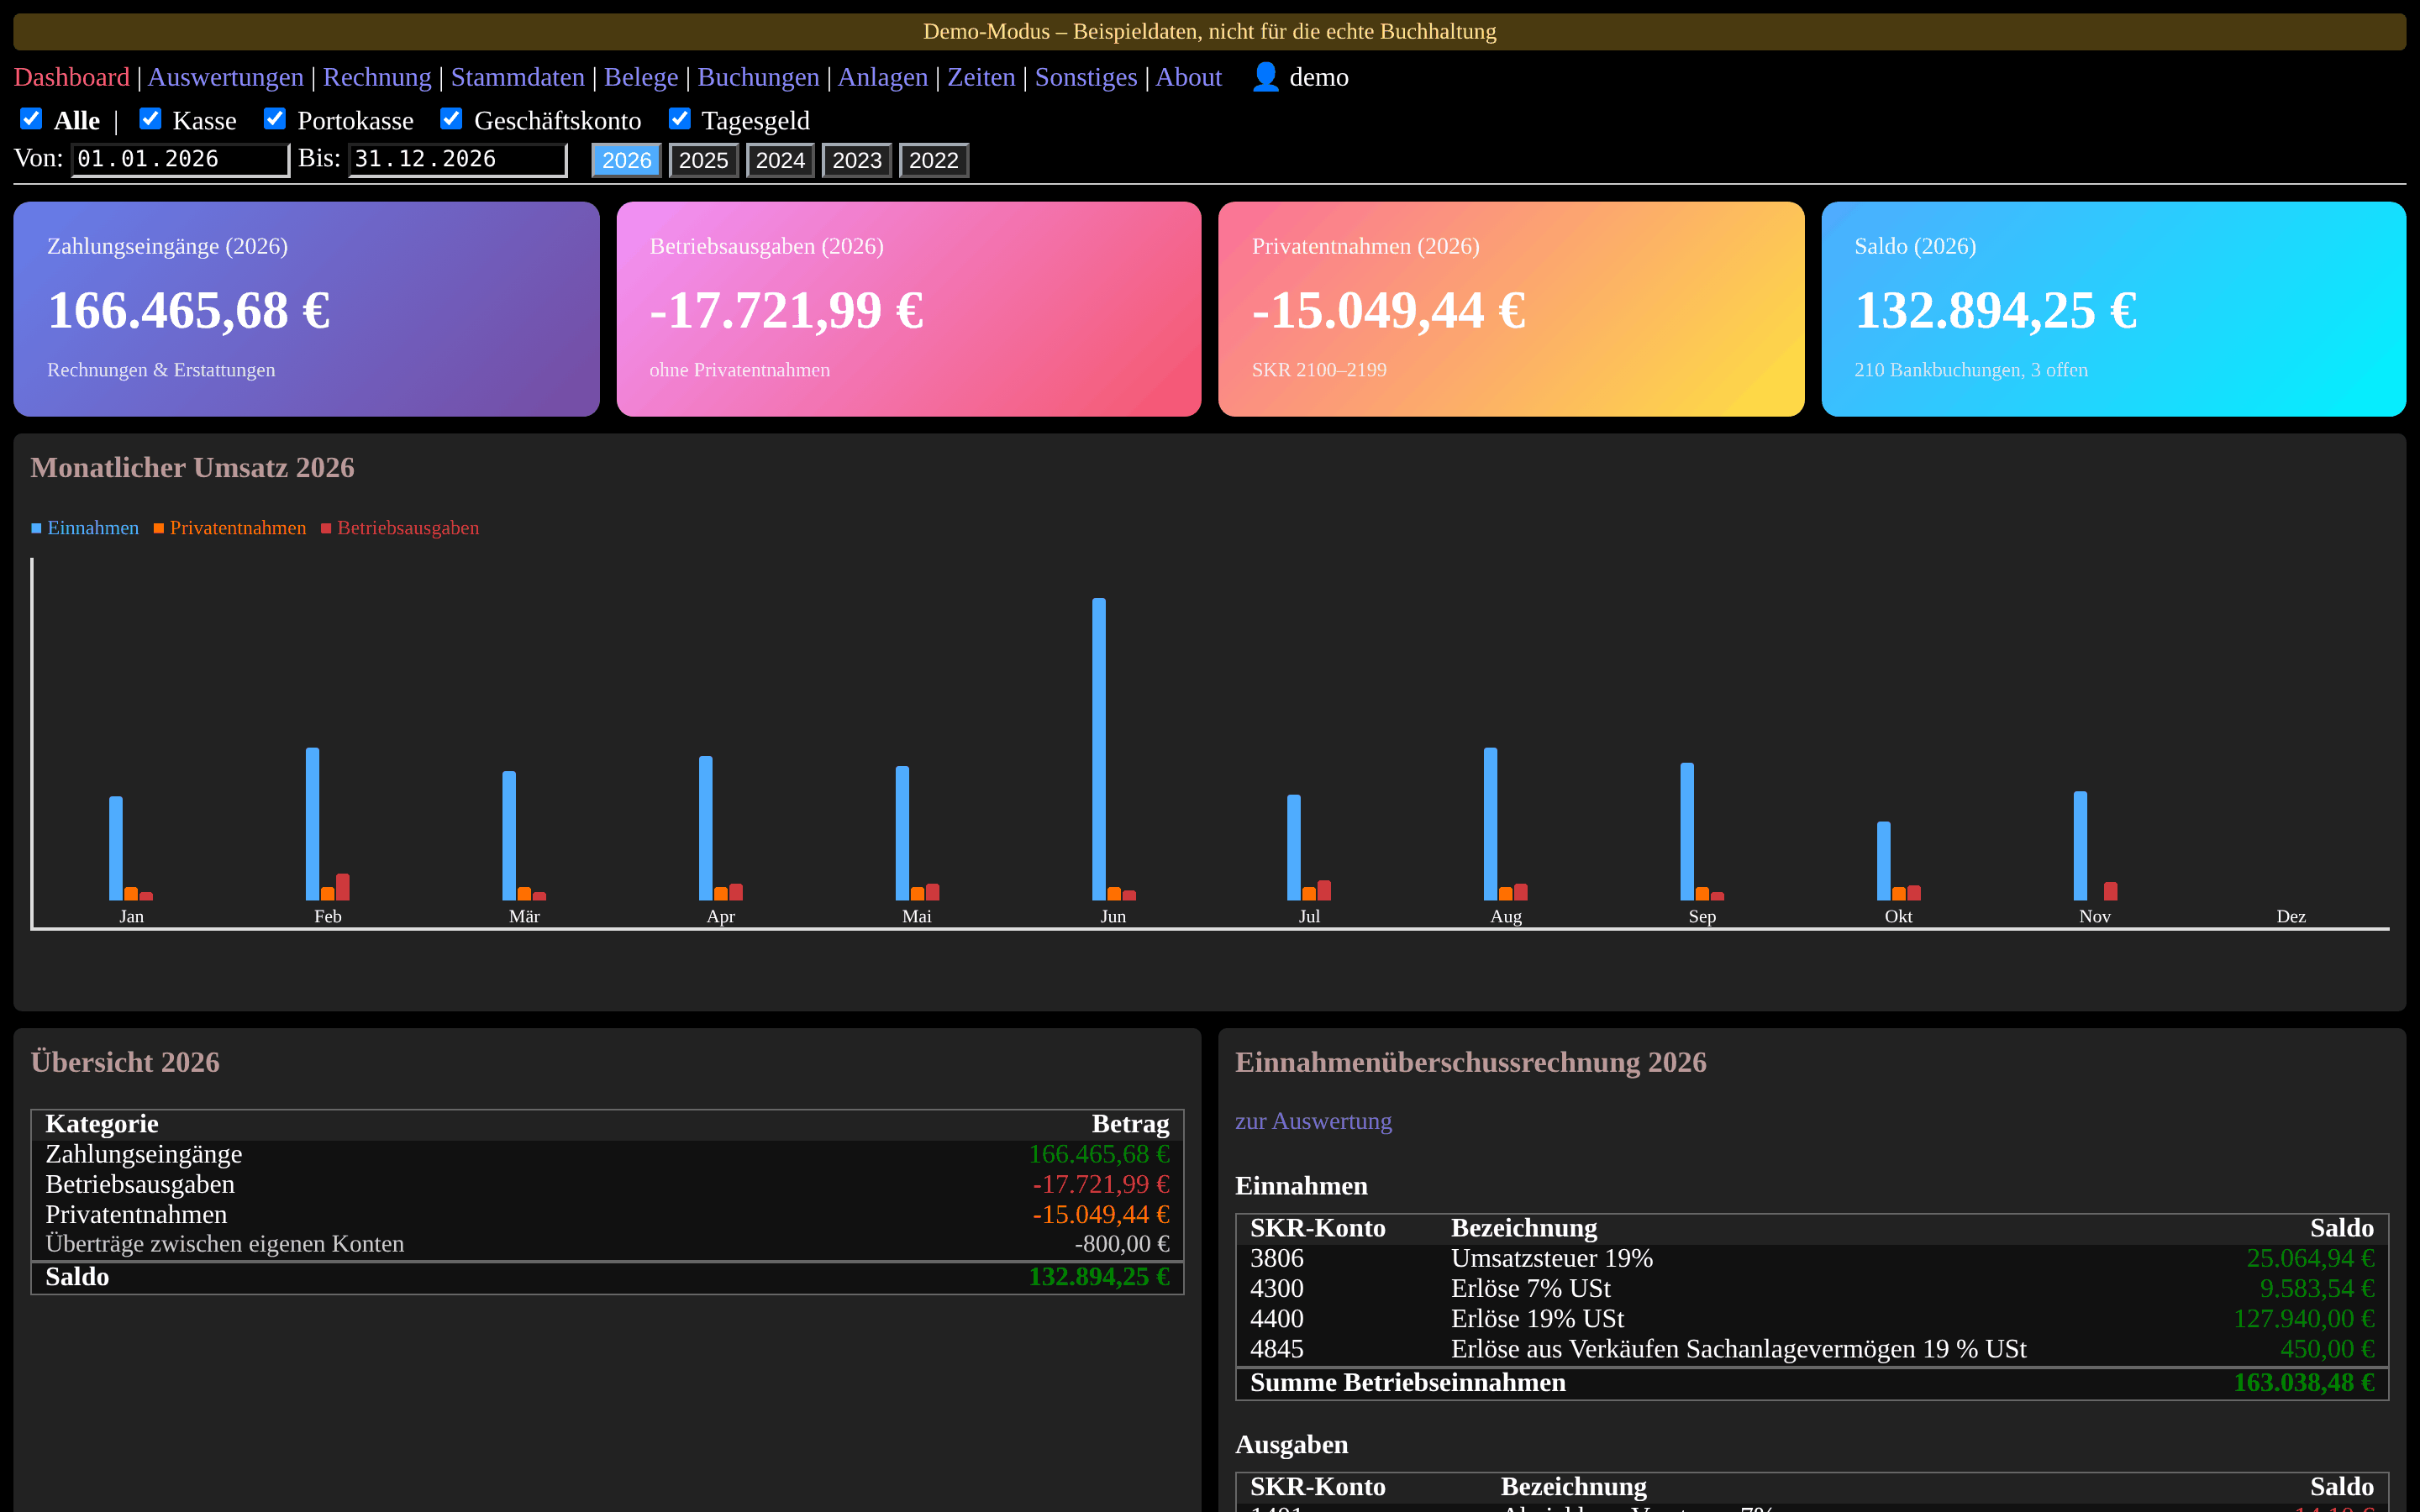 Demo-Modus – Beispieldaten, nicht für die echte Buchhaltung
Dashboard | Auswertungen | Rechnung | Stammdaten | Belege | Buchungen | Anlagen | Zeiten | Sonstiges | About 👤 demo
Alle | Kasse Portokasse Geschäftskonto Tagesgeld
Von: 01.01.2026 Bis: 31.12.2026 2026 2025 2024 2023 2022
Zahlungseingänge (2026)
166.465,68 €
Rechnungen & Erstattungen
Betriebsausgaben (2026)
-17.721,99 €
ohne Privatentnahmen
Privatentnahmen (2026)
-15.049,44 €
SKR 2100–2199
Saldo (2026)
132.894,25 €
210 Bankbuchungen, 3 offen
Monatlicher Umsatz 2026
Einnahmen Privatentnahmen Betriebsausgaben
Jan Feb Mär Apr Mai Jun Jul Aug Sep Okt Nov Dez
Übersicht 2026
Kategorie Betrag
Zahlungseingänge 166.465,68 €
Betriebsausgaben -17.721,99 €
Privatentnahmen -15.049,44 €
Überträge zwischen eigenen Konten -800,00 €
Saldo 132.894,25 €
Einnahmenüberschussrechnung 2026
zur Auswertung
Einnahmen
SKR-Konto Bezeichnung Saldo
3806 Umsatzsteuer 19% 25.064,94 €
4300 Erlöse 7% USt 9.583,54 €
4400 Erlöse 19% USt 127.940,00 €
4845 Erlöse aus Verkäufen Sachanlagevermögen 19 % USt 450,00 €
Summe Betriebseinnahmen 163.038,48 €
Ausgaben
SKR-Konto Bezeichnung Saldo